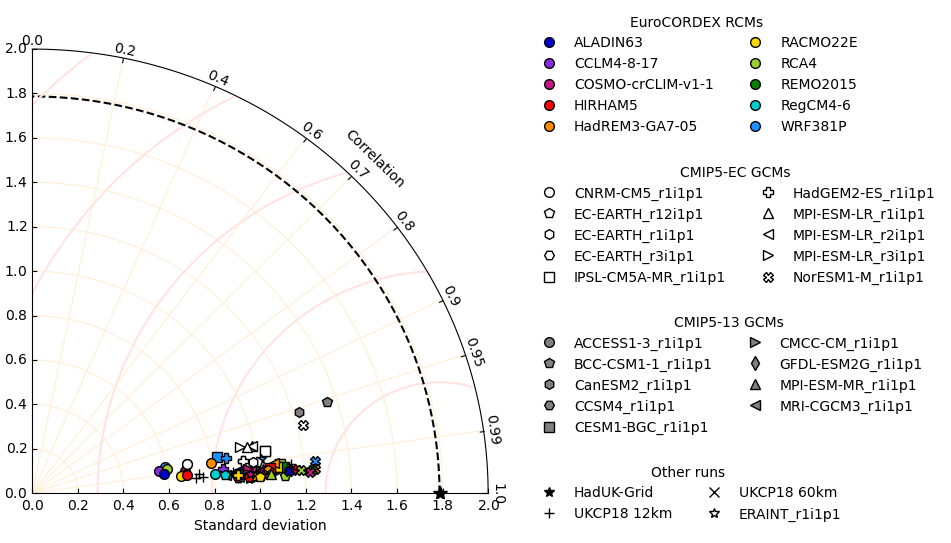 0.0
0.2
0.4
0.6
0.7
0.8
0.9
0.95
0.99
1.0
Correlation
2.0
1.8
1.6
1.4
1.2
1.0
0.8
0.6
0.4
0.2
0.0
0.0 0.2 0.4 0.6 0.8 1.0 1.2 1.4 1.6 1.8 2.0
Standard deviation
EuroCORDEX RCMs
ALADIN63 RACMO22E
CCLM4-8-17 RCA4
COSMO-crCLIM-v1-1 REMO2015
HIRHAM5 RegCM4-6
HadREM3-GA7-05 WRF381P
CMIP5-EC GCMs
CNRM-CM5_r1i1p1 HadGEM2-ES_r1i1p1
EC-EARTH_r12i1p1 MPI-ESM-LR_r1i1p1
EC-EARTH_r1i1p1 MPI-ESM-LR_r2i1p1
EC-EARTH_r3i1p1 MPI-ESM-LR_r3i1p1
IPSL-CM5A-MR_r1i1p1 NorESM1-M_r1i1p1
CMIP5-13 GCMs
ACCESS1-3_r1i1p1 CMCC-CM_r1i1p1
BCC-CSM1-1_r1i1p1 GFDL-ESM2G_r1i1p1
CanESM2_r1i1p1 MPI-ESM-MR_r1i1p1
CCSM4_r1i1p1 MRI-CGCM3_r1i1p1
CESM1-BGC_r1i1p1
Other runs
HadUK-Grid UKCP18 60km
UKCP18 12km ERAINT_r1i1p1